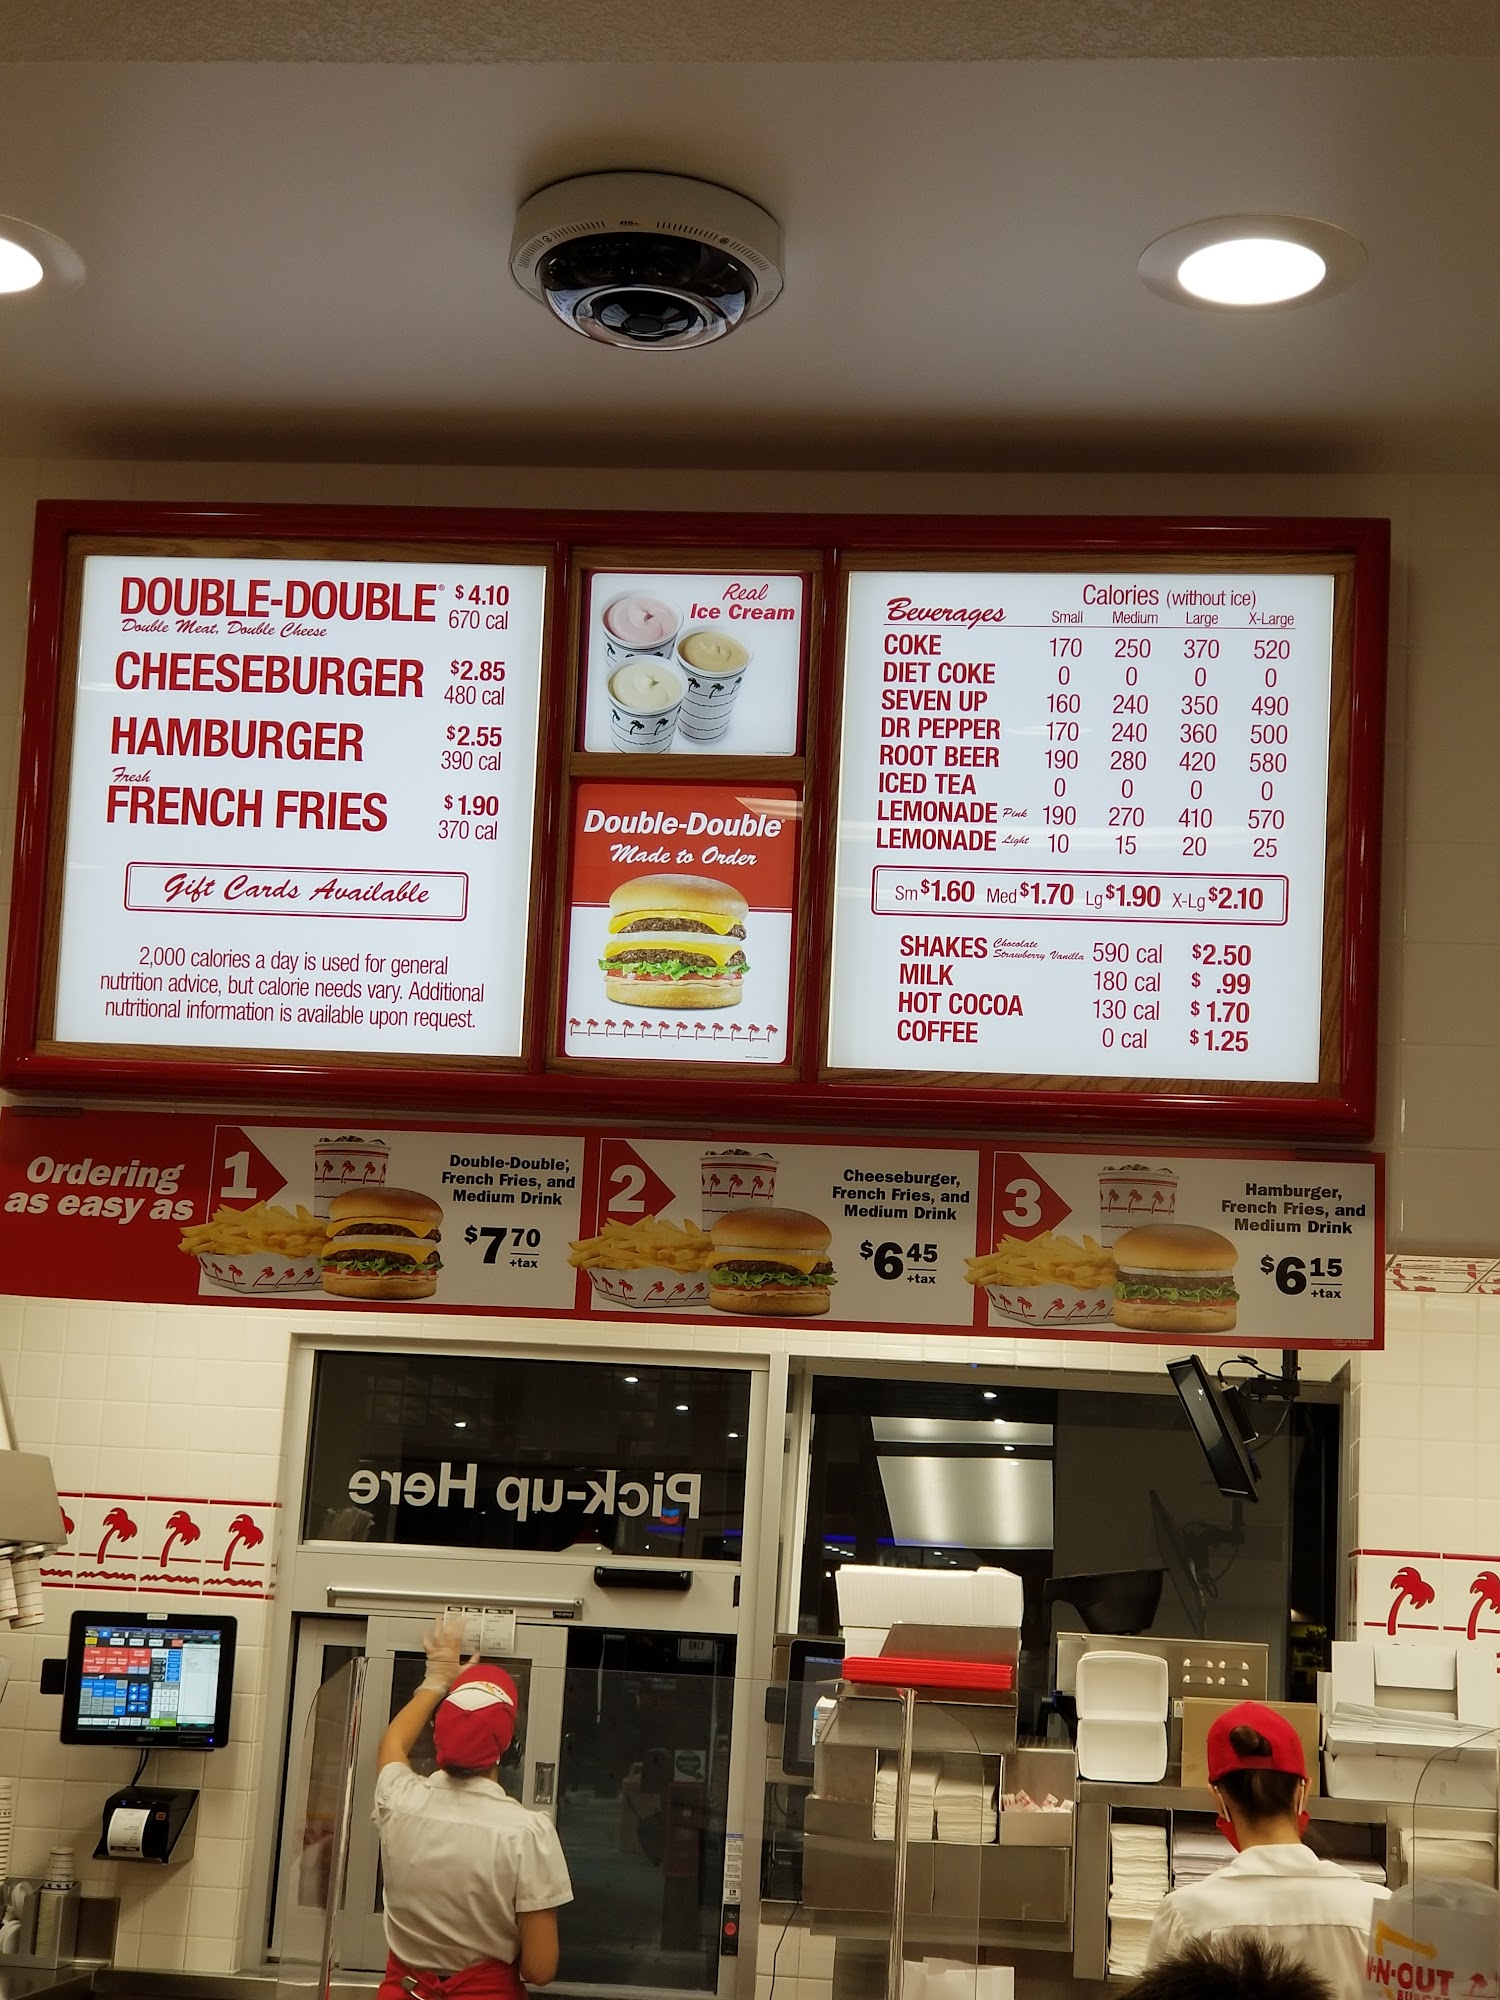 DOUBLE-DOUBLE® $4.10
Double Meat, Double Cheese 670 cal
CHEESEBURGER $2.85
480 cal
HAMBURGER $2.55
390 cal
Fresh
FRENCH FRIES $1.90
370 cal
Gift Cards Available
2,000 calories a day is used for general
nutrition advice, but calorie needs vary. Additional
nutritional information is available upon request.
Real
Ice Cream
Double-Double®
Made to Order
Calories (without ice)
Beverages Small Medium Large X-Large
COKE 170 250 370 520
DIET COKE 0 0 0 0
SEVEN UP 160 240 350 490
DR PEPPER 170 240 360 500
ROOT BEER 190 280 420 580
ICED TEA 0 0 0 0
LEMONADE Pink 190 270 410 570
LEMONADE Light 10 15 20 25
Sm $1.60 Med $1.70 Lg $1.90 X-Lg $2.10
SHAKES Chocolate Strawberry Vanilla 590 cal $2.50
MILK 180 cal $ .99
HOT COCOA 130 cal $1.70
COFFEE 0 cal $1.25
Ordering
as easy as
1
Double-Double®,
French Fries, and
Medium Drink
$7 70
+tax
2
Cheeseburger,
French Fries, and
Medium Drink
$6 45
+tax
3
Hamburger,
French Fries, and
Medium Drink
$6 15
+tax
Pick-up Here
ONLY
N-N-OUT